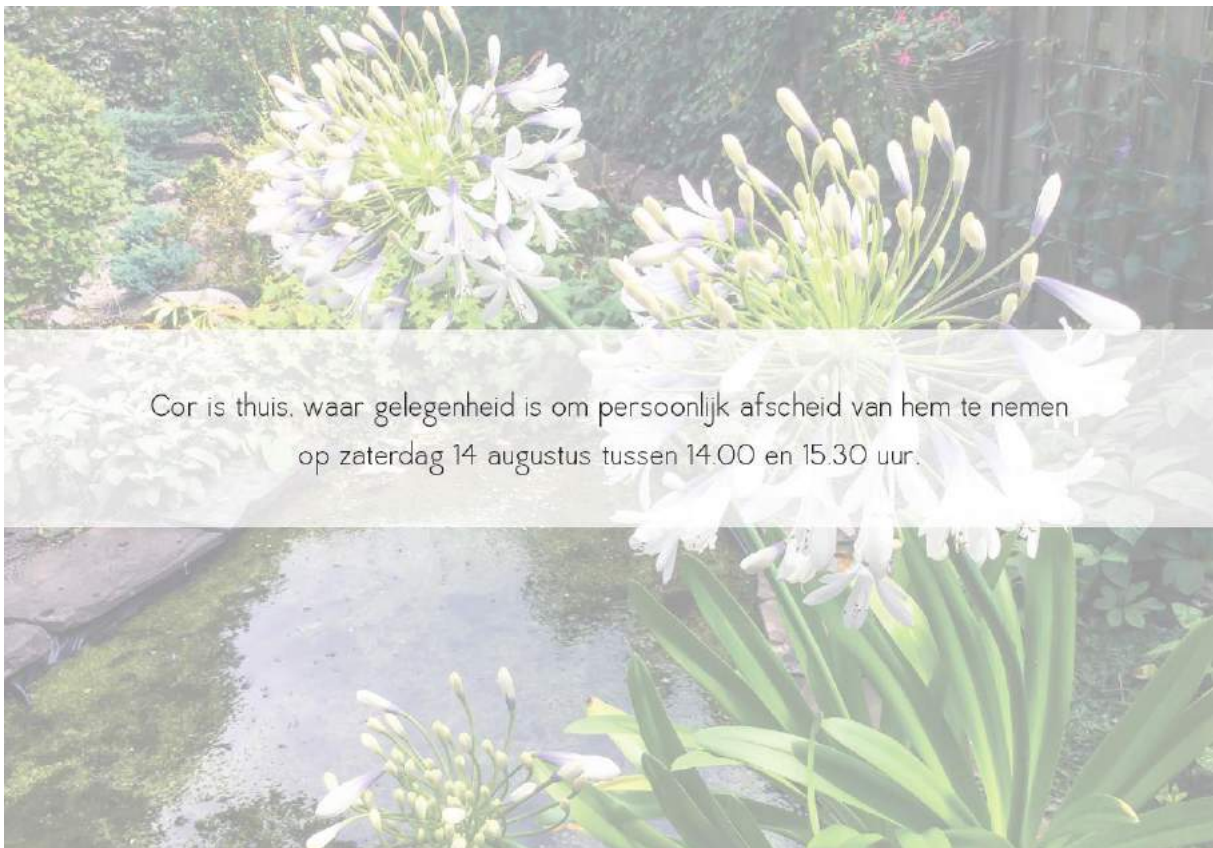 Cor is thuis, waar gelegenheid is om persoonlijk afscheid van hem te nemen
op zaterdag 14 augustus tussen 14.00 en 15.30 uur.